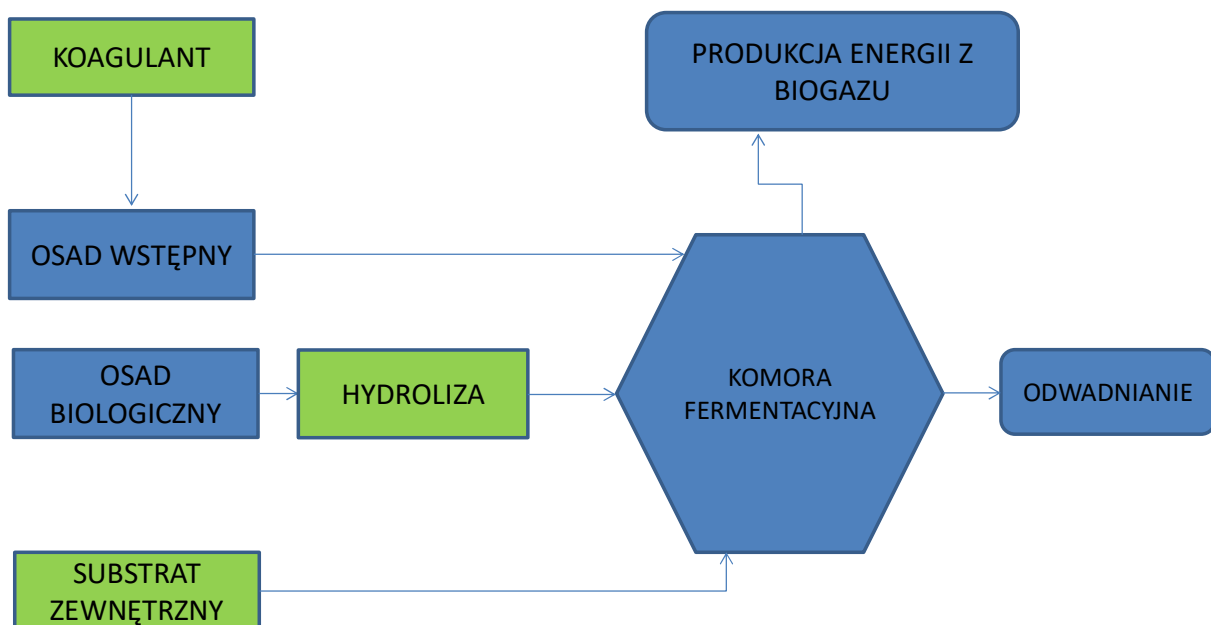 KOAGULANT
PRODUKCJA ENERGII Z
BIOGAZU
OSAD WSTĘPNY
OSAD
BIOLOGICZNY
HYDROLIZA
KOMORA
FERMENTACYJNA
ODWADNIANIE
SUBSTRAT
ZEWNĘTRZNY